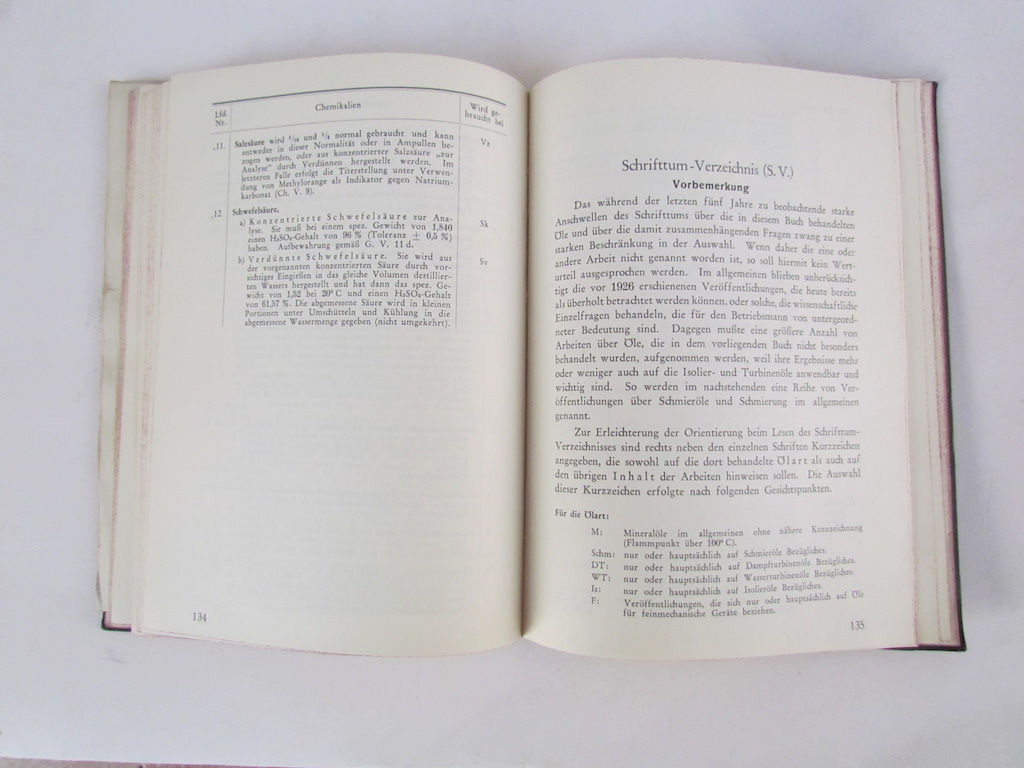 Lfd. Nr.
Chemikalien
Wird ge-
braucht bei
11. Salzsäure wird 1/10 und 1/2 normal gebraucht und kann
entweder in dieser Normalität oder in Ampullen be-
zogen werden, oder aus konzentrierter Salzsäure „zur
Analyse" durch Verdünnen hergestellt werden. Im
letzteren Falle erfolgt die Titerstellung unter Verwen-
dung von Methylorange als Indikator gegen Natrium-
karbonat (Ch. V. 9).
Vz
12. Schwefelsäure.
a) Konzentrierte Schwefelsäure zur Ana-
lyse. Sie muß bei einem spez. Gewicht von 1,840
einen H₂SO₄-Gehalt von 96 % (Toleranz ± 0,5 %)
haben. Aufbewahrung gemäß G. V. 11 d.
Sk
b) Verdünnte Schwefelsäure. Sie wird aus
der vorgenannten konzentrierten Säure durch vor-
sichtiges Eingießen in das gleiche Volumen destillier-
ten Wassers hergestellt und hat dann das spez. Ge-
wicht von 1,52 bei 20° C und einen H₂SO₄-Gehalt
von 61,57 %. Die abgemessene Säure wird in kleinen
Portionen unter Umschütteln und Kühlung in die
abgemessene Wassermenge gegeben (nicht umgekehrt).
Sv
134
Schrifttum-Verzeichnis (S. V.)
Vorbemerkung
Das während der letzten fünf Jahre zu beobachtende starke
Anschwellen des Schrifttums über die in diesem Buch behandelten
Öle und über die damit zusammenhängenden Fragen zwang zu einer
starken Beschränkung in der Auswahl. Wenn daher die eine oder
andere Arbeit nicht genannt worden ist, so soll hiermit kein Wert-
urteil ausgesprochen werden. Im allgemeinen blieben unberücksich-
tigt die vor 1926 erschienenen Veröffentlichungen, die heute bereits
als überholt betrachtet werden können, oder solche, die wissenschaftliche
Einzelfragen behandeln, die für den Betriebsmann von untergeord-
neter Bedeutung sind. Dagegen mußte eine größere Anzahl von
Arbeiten über Öle, die in dem vorliegenden Buch nicht besonders
behandelt wurden, aufgenommen werden, weil ihre Ergebnisse mehr
oder weniger auch auf die Isolier- und Turbinenöle anwendbar und
wichtig sind. So werden im nachstehenden eine Reihe von Ver-
öffentlichungen über Schmieröle und Schmierung im allgemeinen
genannt.
Zur Erleichterung der Orientierung beim Lesen des Schrifttum-
Verzeichnisses sind rechts neben den einzelnen Schriften Kurzzeichen
angegeben, die sowohl auf die dort behandelte Ölart als auch auf
den übrigen Inhalt der Arbeiten hinweisen sollen. Die Auswahl
dieser Kurzzeichen erfolgte nach folgenden Gesichtspunkten.
Für die Ölart:
M: Mineralöle im allgemeinen ohne nähere Kennzeichnung
(Flammpunkt über 100° C).
Schm: nur oder hauptsächlich auf Schmieröle Bezügliches.
DT: nur oder hauptsächlich auf Dampfturbinenöle Bezügliches.
WT: nur oder hauptsächlich auf Wasserturbinenöle Bezügliches.
Is: nur oder hauptsächlich auf Isolieröle Bezügliches.
F: Veröffentlichungen, die sich nur oder hauptsächlich auf Öle
für feinmechanische Geräte beziehen.
135